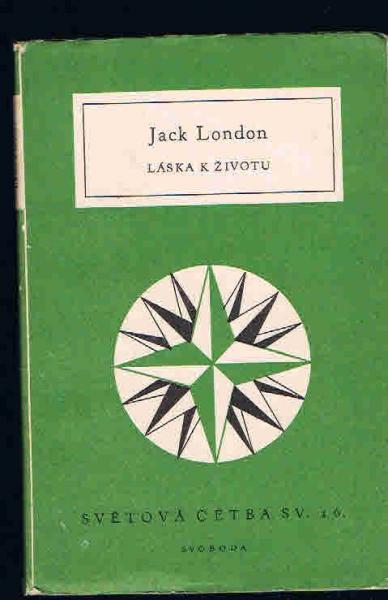 Jack London
LÁSKA K ŽIVOTU
SVĚTOVÁ ČETBA SV. 16.
SVOBODA